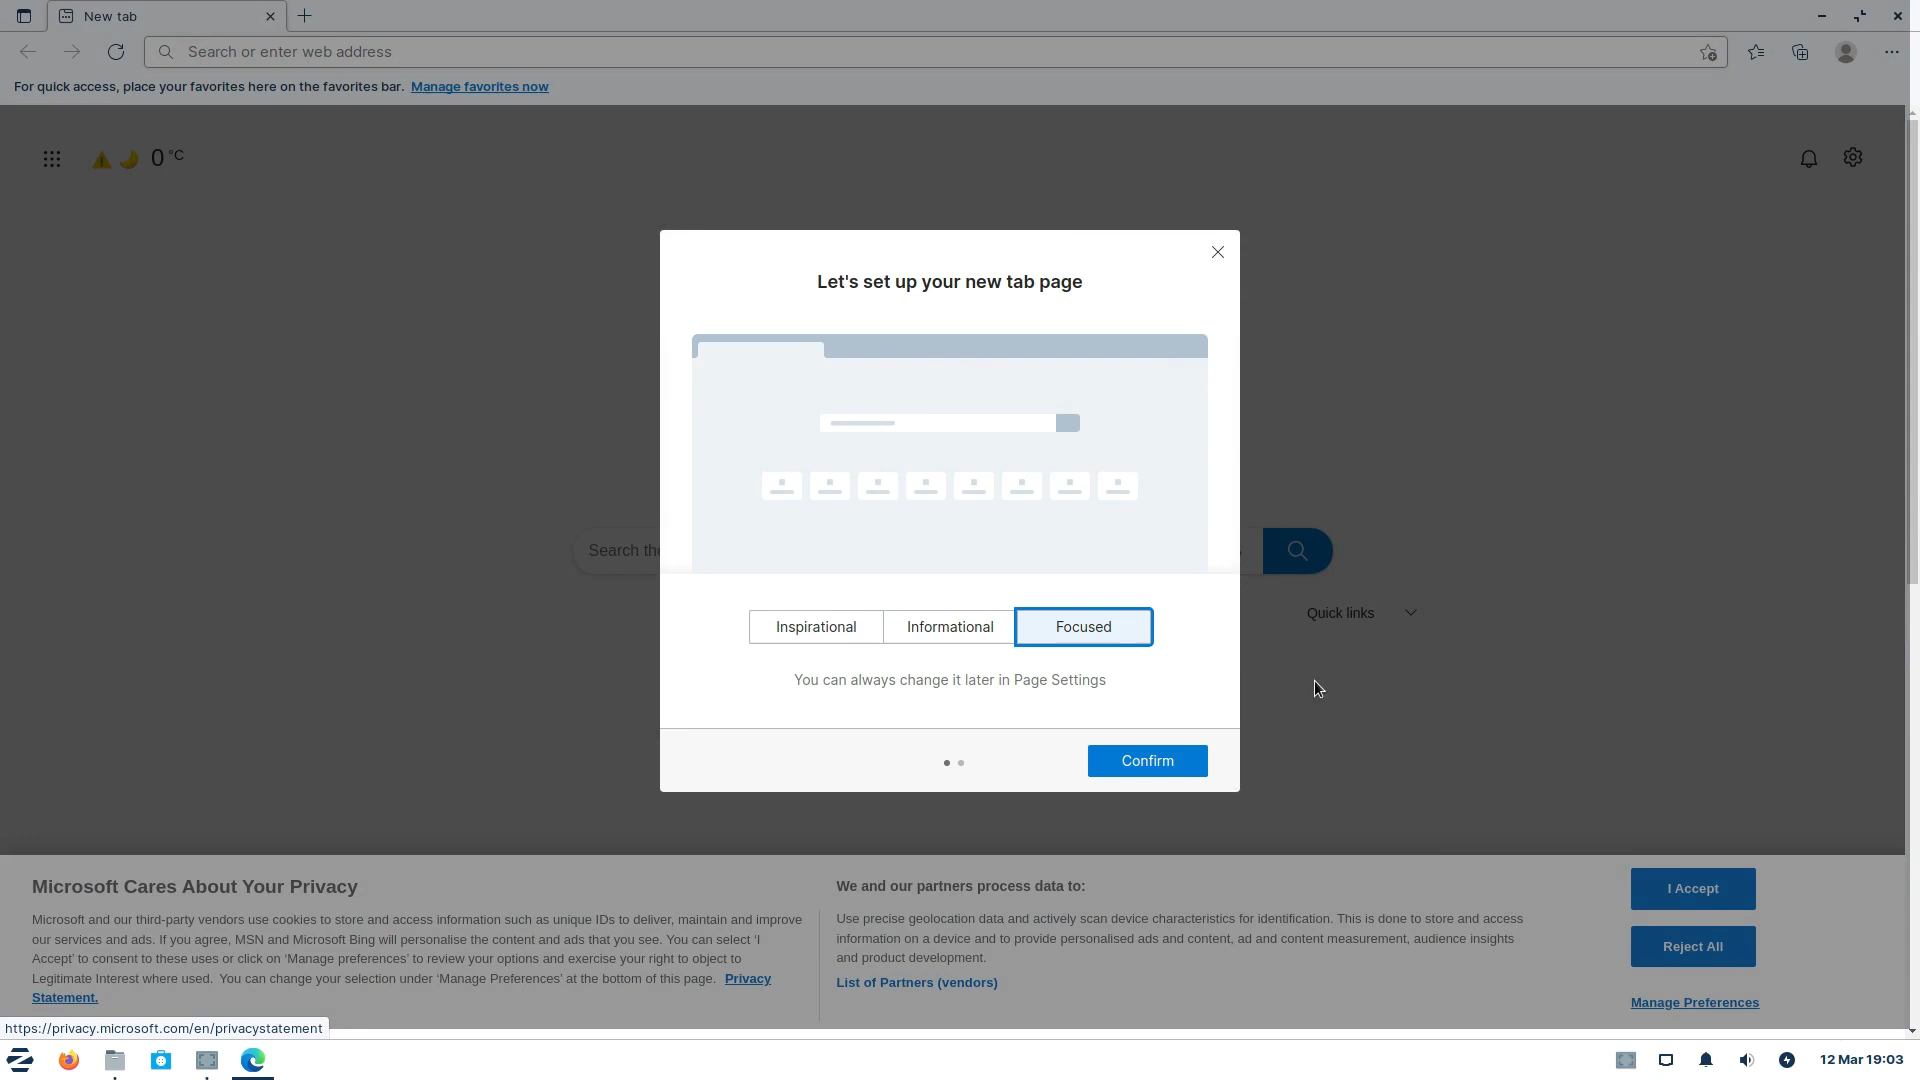 New tab
Search or enter web address
For quick access, place your favorites here on the favorites bar. Manage favorites now
0 °C
Let's set up your new tab page
Search the
Inspirational
Informational
Focused
Quick links
You can always change it later in Page Settings
Confirm
Microsoft Cares About Your Privacy
Microsoft and our third-party vendors use cookies to store and access information such as unique IDs to deliver, maintain and improve
our services and ads. If you agree, MSN and Microsoft Bing will personalise the content and ads that you see. You can select ‘I
Accept’ to consent to these uses or click on ‘Manage preferences’ to review your options and exercise your right to object to
Legitimate Interest where used. You can change your selection under ‘Manage Preferences’ at the bottom of this page. Privacy
Statement.
We and our partners process data to:
Use precise geolocation data and actively scan device characteristics for identification. This is done to store and access
information on a device and to provide personalised ads and content, ad and content measurement, audience insights
and product development.
List of Partners (vendors)
I Accept
Reject All
Manage Preferences
https://privacy.microsoft.com/en/privacystatement
12 Mar 19:03